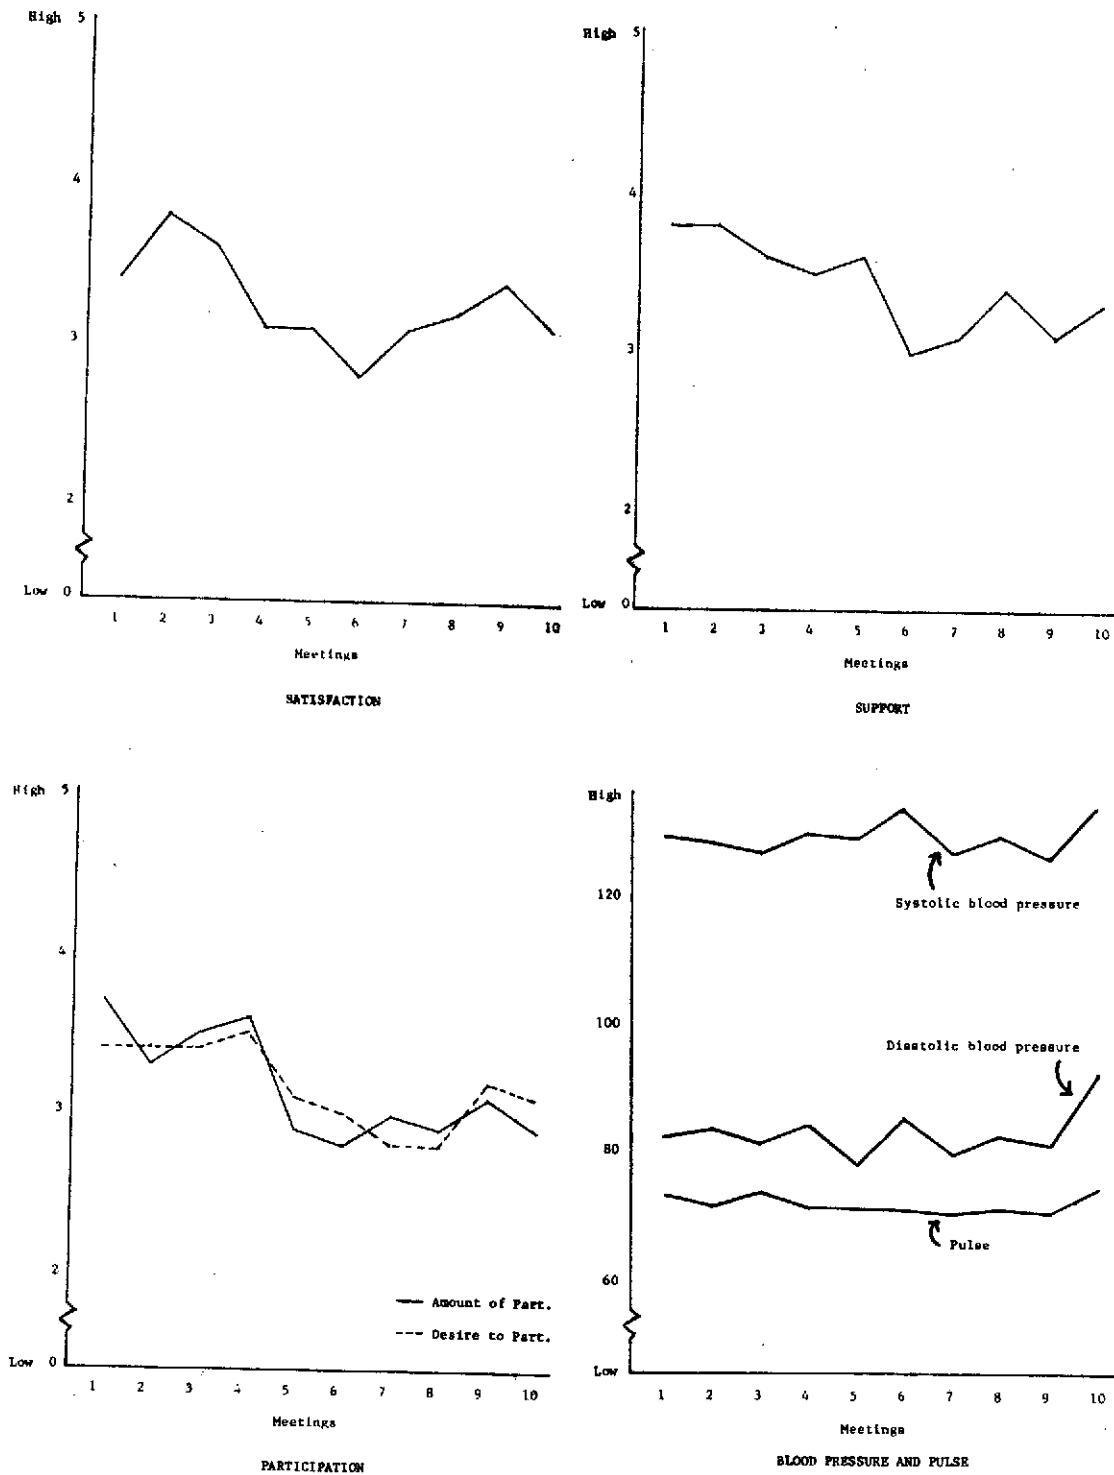 High 5
4
3
2
Low 0
1 2 3 4 5 6 7 8 9 10
Meetings
SATISFACTION
High 5
4
3
2
Low 0
1 2 3 4 5 6 7 8 9 10
Meetings
SUPPORT
High 5
4
3
2
Low 0
Amount of Part.
Desire to Part.
1 2 3 4 5 6 7 8 9 10
Meetings
PARTICIPATION
High
120
100
80
60
Low
Systolic blood pressure
Diastolic blood pressure
Pulse
1 2 3 4 5 6 7 8 9 10
Meetings
BLOOD PRESSURE AND PULSE